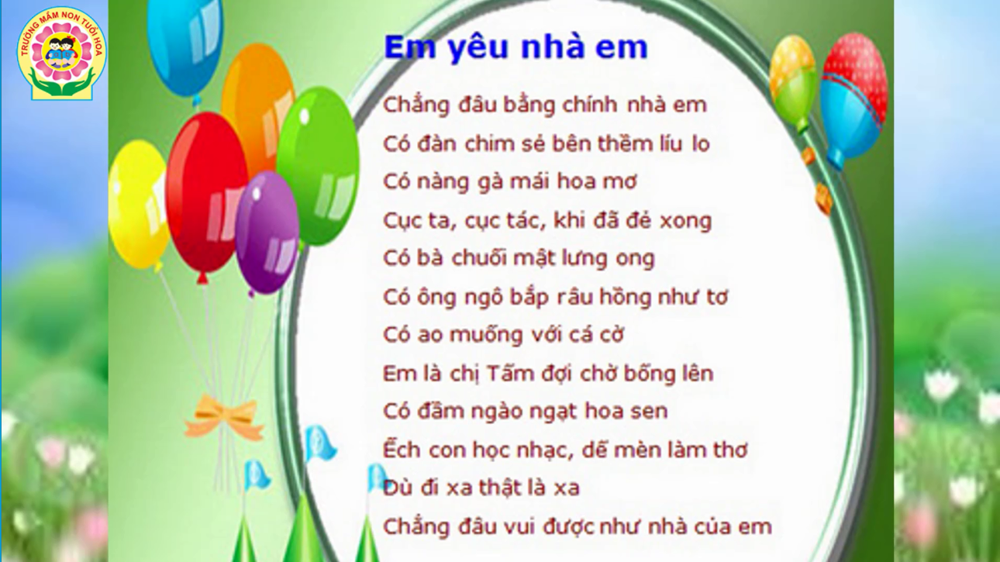 TRƯỜNG MẦM NON TUỔI HOA
Em yêu nhà em
Chẳng đâu bằng chính nhà em
Có đàn chim sẻ bên thềm líu lo
Có nàng gà mái hoa mơ
Cục ta, cục tác, khi đã đẻ xong
Có bà chuối mật lưng ong
Có ông ngô bắp râu hồng như tơ
Có ao muống với cá cờ
Em là chị Tấm đợi chờ bống lên
Có đầm ngào ngạt hoa sen
Ếch con học nhạc, dế mèn làm thơ
Dù đi xa thật là xa
Chẳng đâu vui được như nhà của em